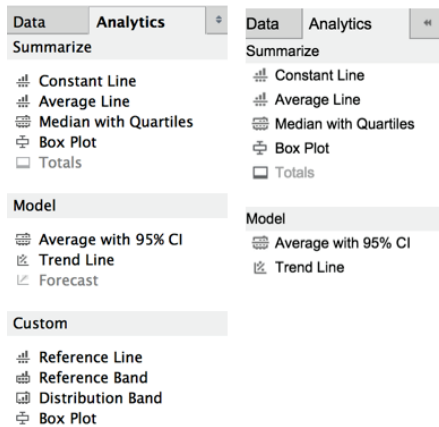 Data Analytics
Summarize
Constant Line
Average Line
Median with Quartiles
Box Plot
Totals
Model
Average with 95% CI
Trend Line
Forecast
Custom
Reference Line
Reference Band
Distribution Band
Box Plot
Data Analytics
Summarize
Constant Line
Average Line
Median with Quartiles
Box Plot
Totals
Model
Average with 95% CI
Trend Line